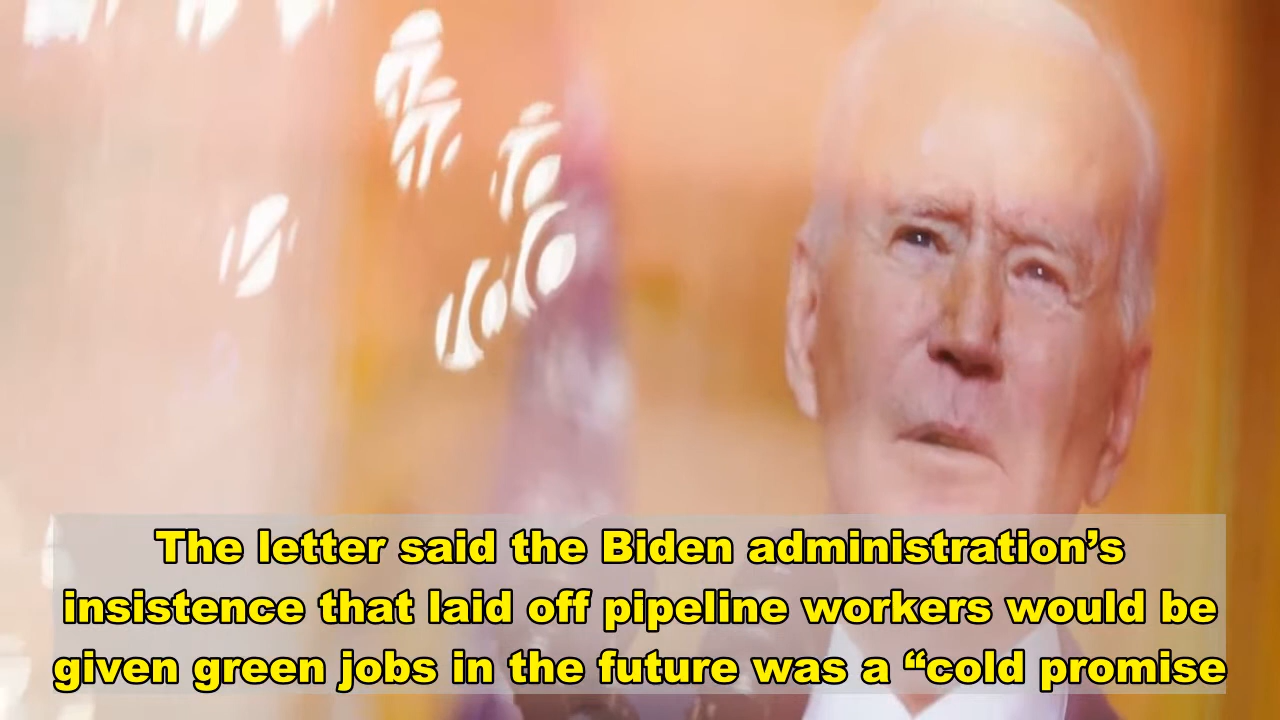 The letter said the Biden administration’s
insistence that laid off pipeline workers would be
given green jobs in the future was a “cold promise